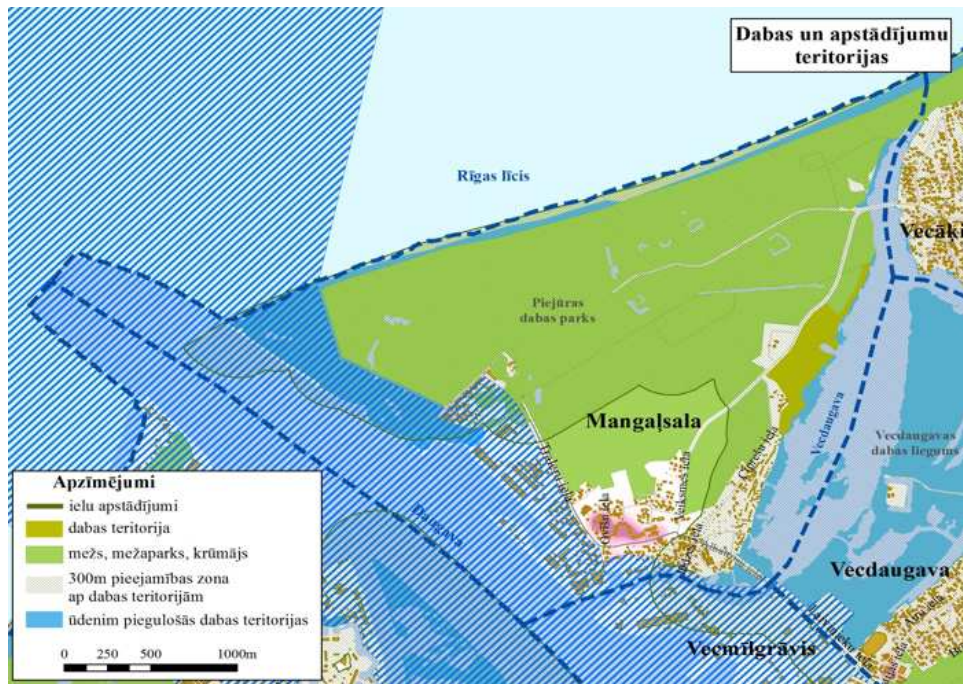 Dabas un apstādījumu
teritorijas
Rīgas līcis
Vecāķi
Piejūras
dabas parks
Mangaļsala
Vecdaugava
Vecdaugavas
dabas liegums
Daugava
Vecdaugava
Vecmīlgrāvis
Apzīmējumi
ielu apstādījumi
dabas teritorija
mežs, mežaparks, krūmājs
300m pieejamības zona
ap dabas teritorijām
ūdenim piegulošās dabas teritorijas
0 250 500 1000m